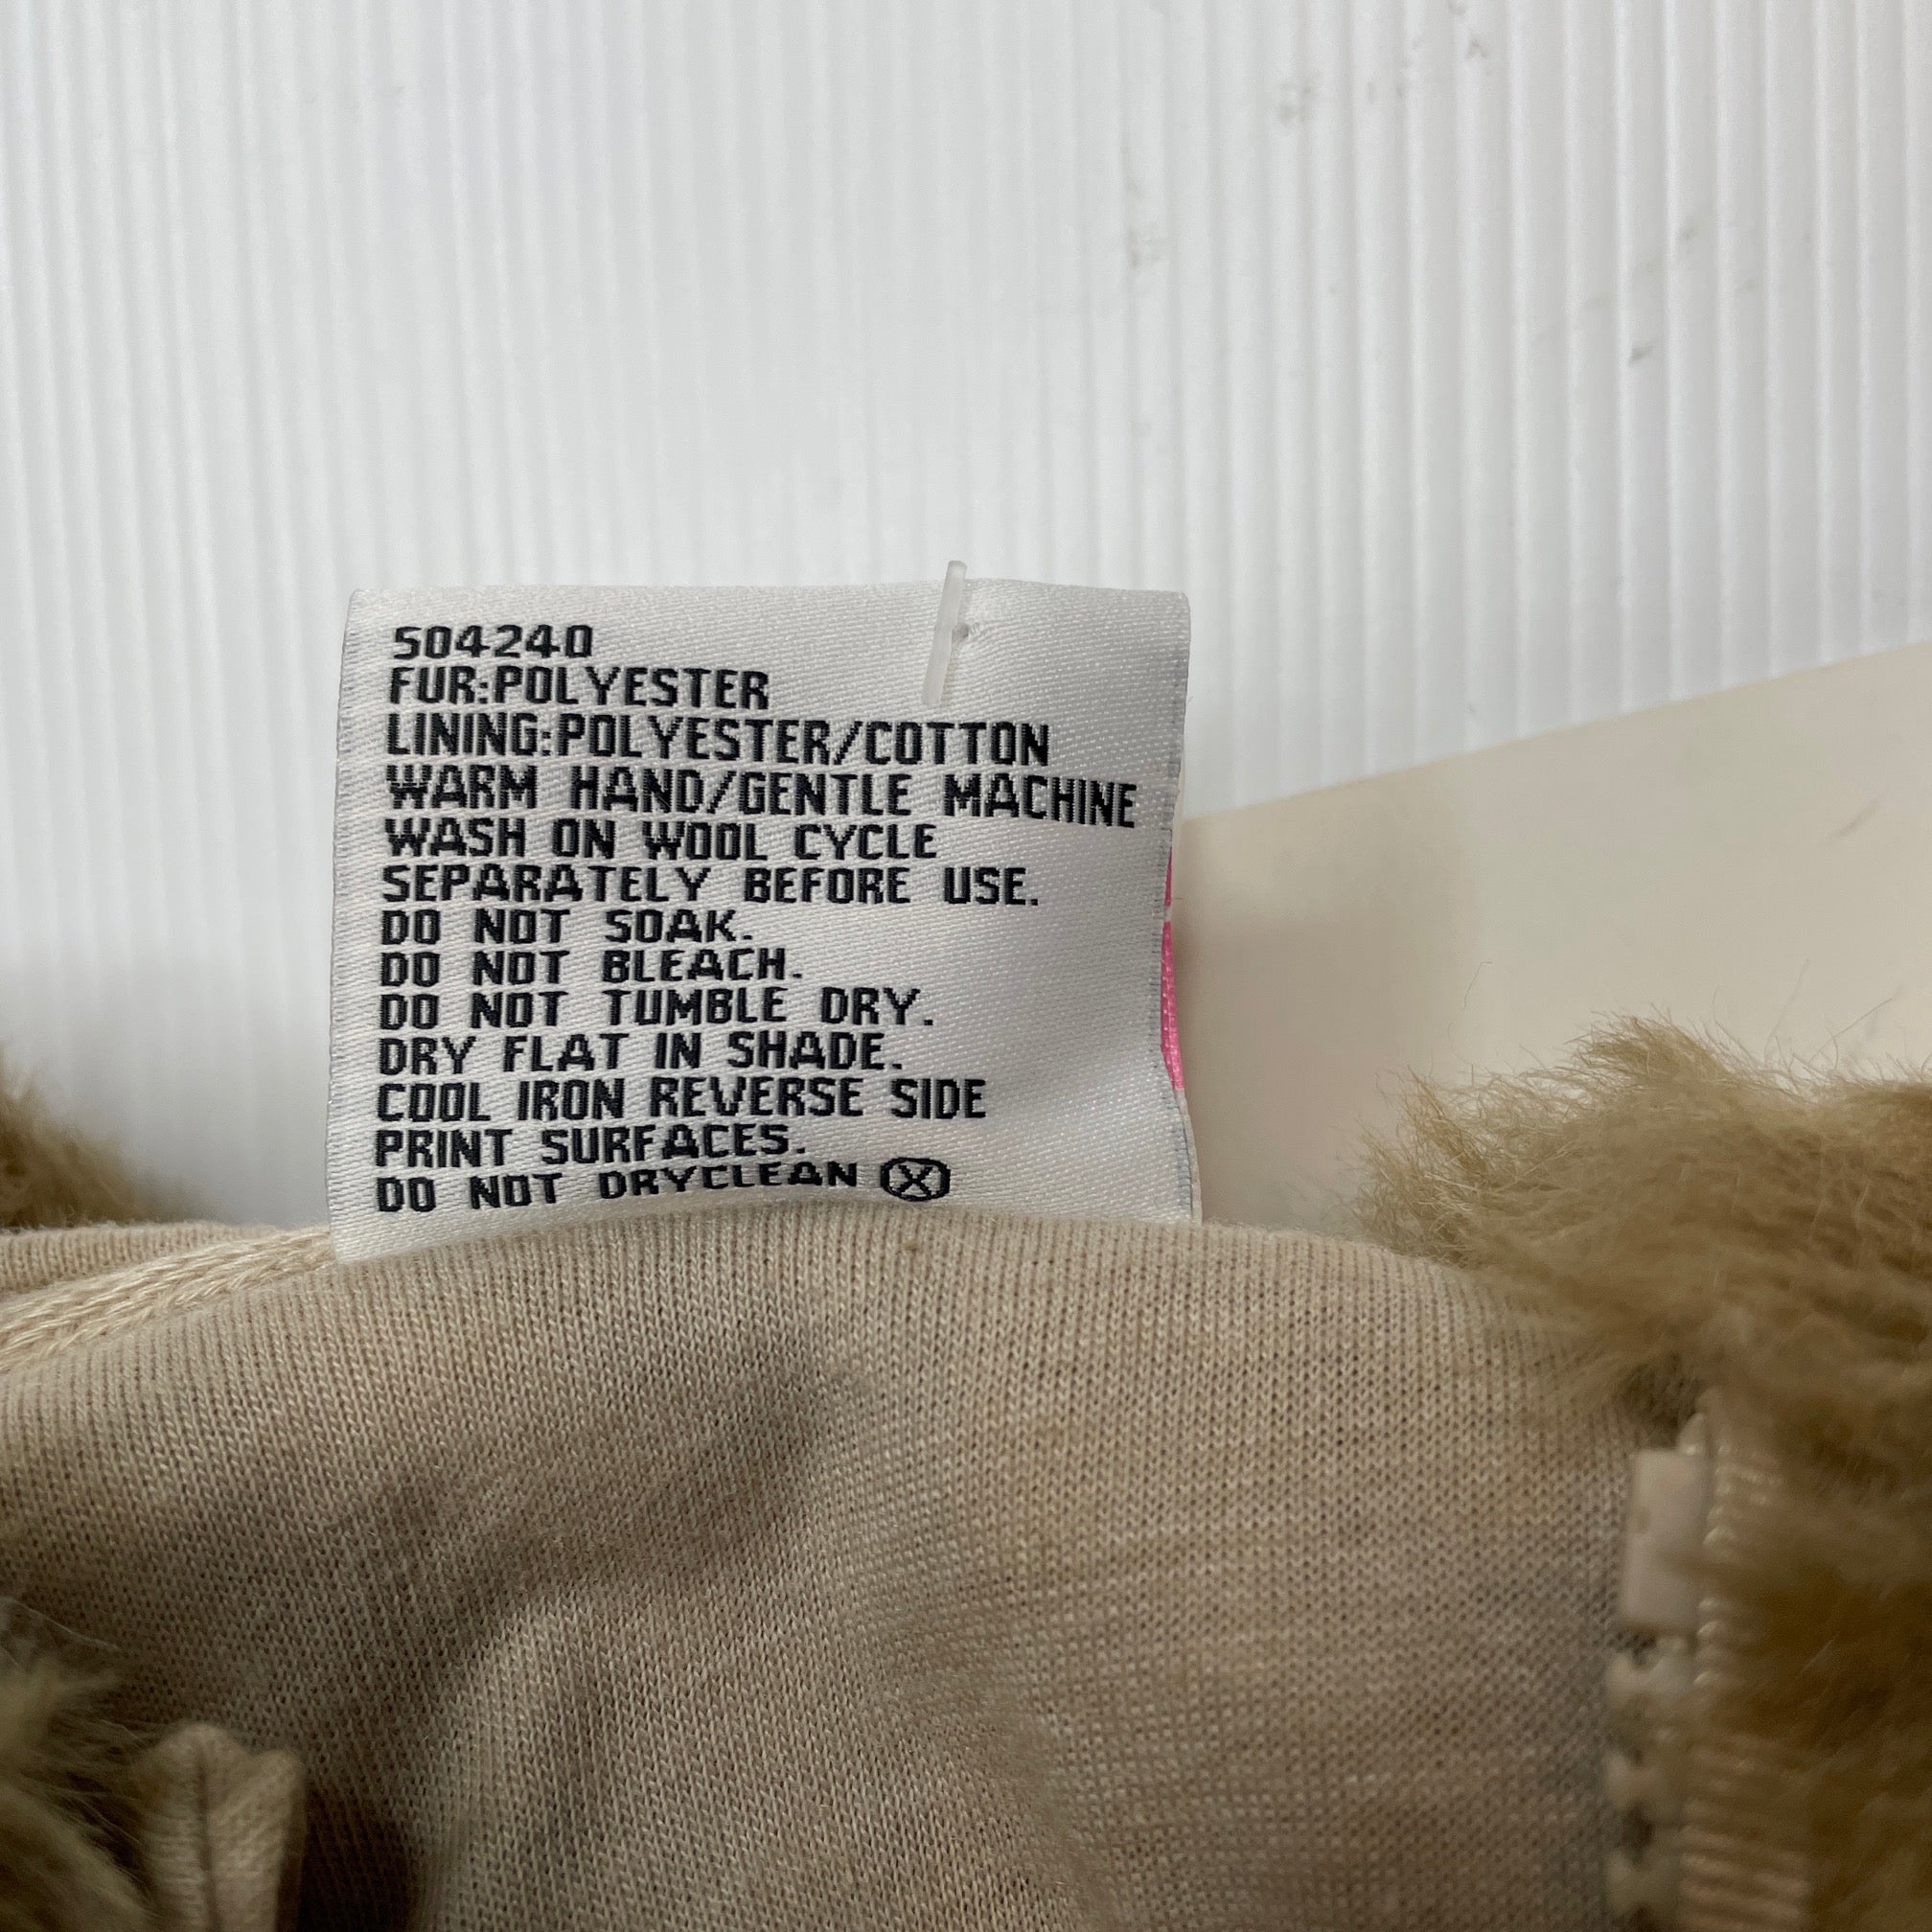 504240
FUR:POLYESTER
LINING:POLYESTER/COTTON
WARM HAND/GENTLE MACHINE
WASH ON WOOL CYCLE
SEPARATELY BEFORE USE.
DO NOT SOAK.
DO NOT BLEACH.
DO NOT TUMBLE DRY.
DRY FLAT IN SHADE.
COOL IRON REVERSE SIDE
PRINT SURFACES.
DO NOT DRYCLEAN